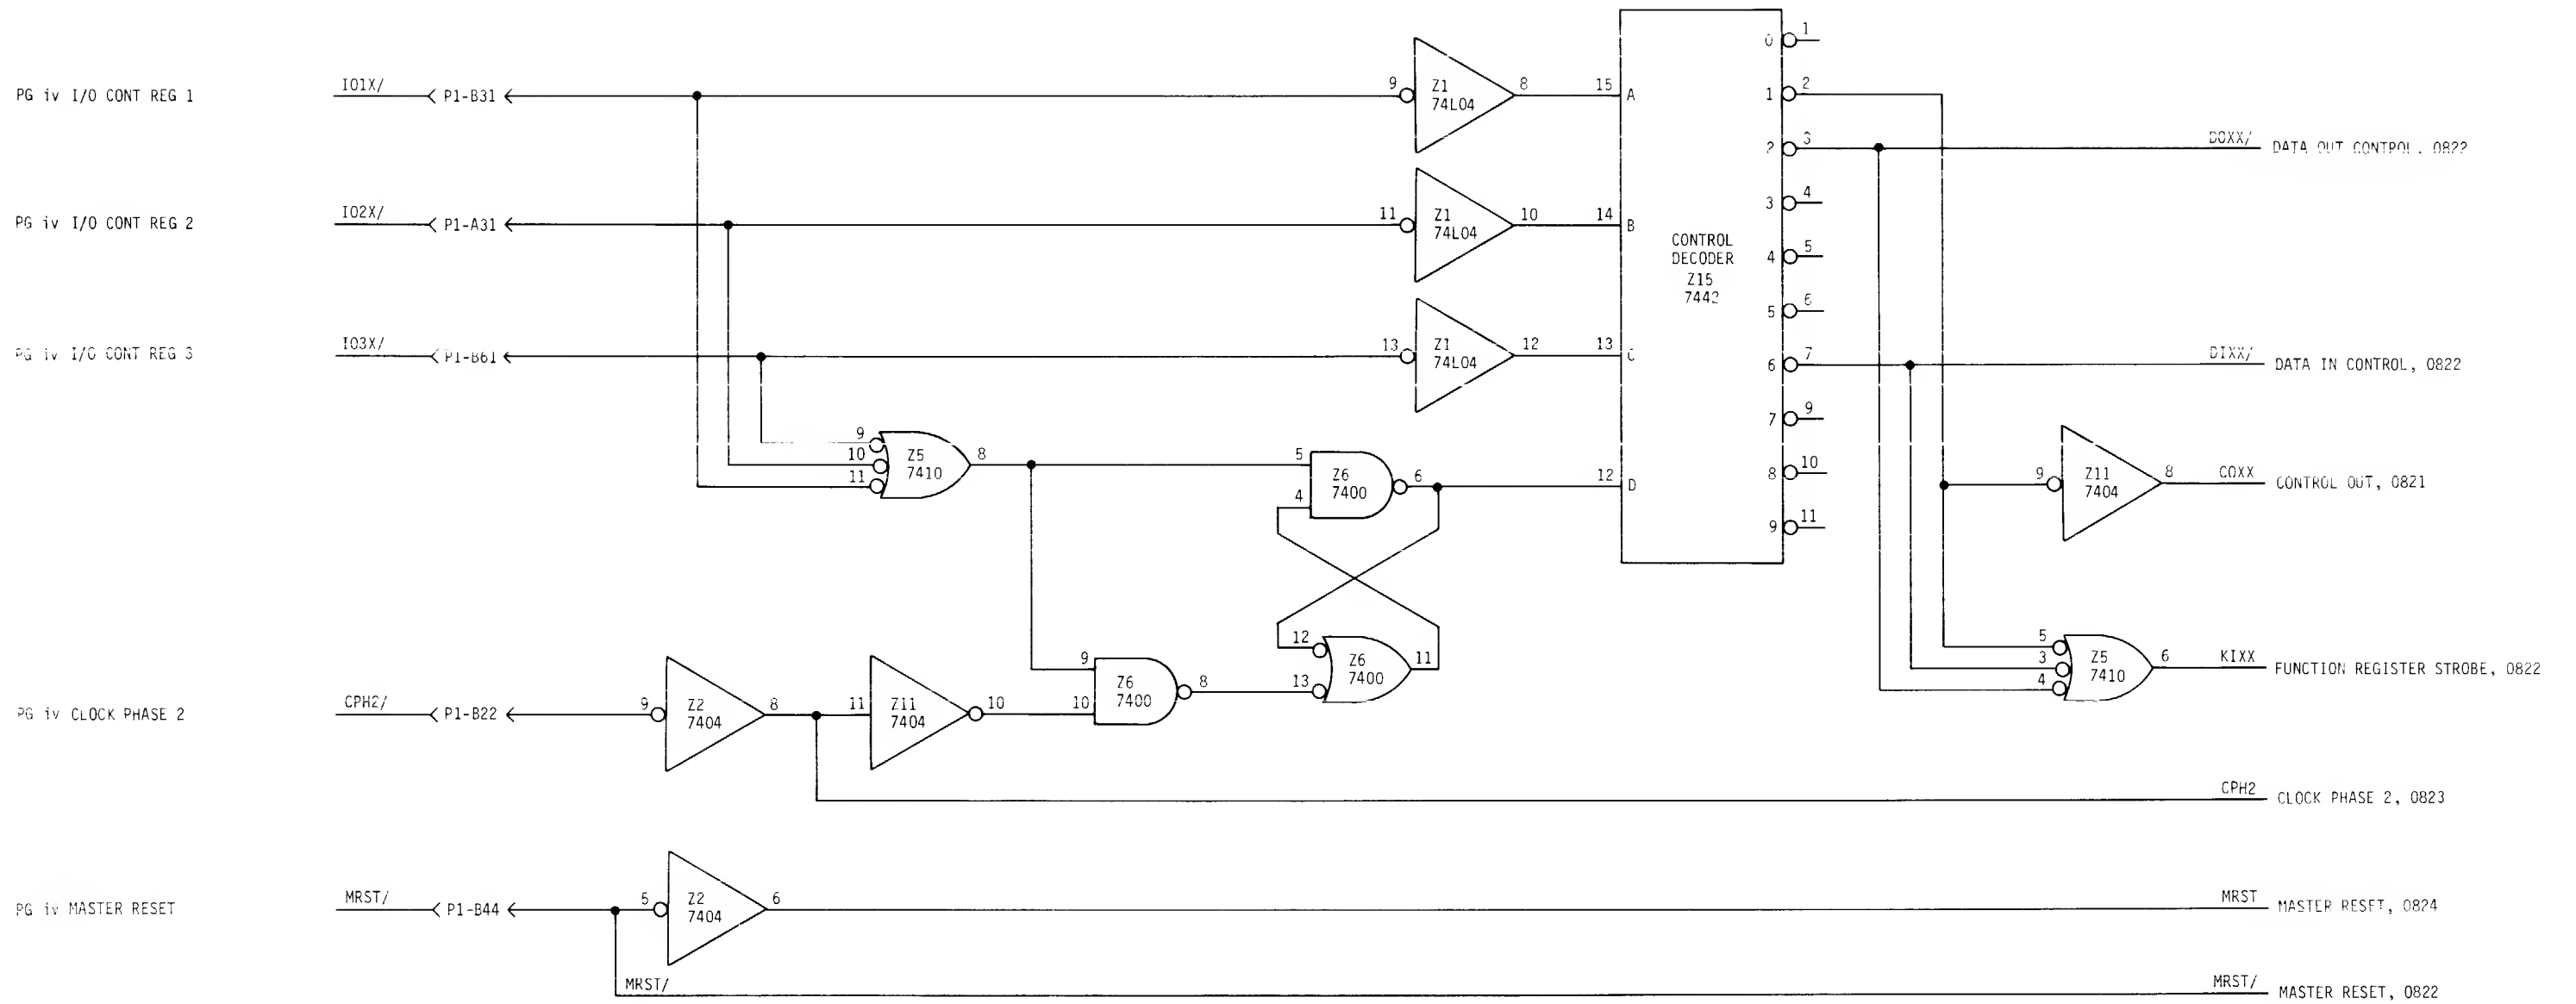 PG iv I/O CONT REG 1
IO1X/
P1-B31
9
Z1
74L04
8
15
A
PG iv I/O CONT REG 2
IO2X/
P1-A31
11
Z1
74L04
10
14
B
PG iv I/O CONT REG 3
IO3X/
P1-B61
13
Z1
74L04
12
13
C
CONTROL
DECODER
Z15
7442
0
1
1
2
2
3
3
4
4
5
5
6
6
7
7
9
8
10
9
11
DOXX/
DATA OUT CONTROL, 0822
DIXX/
DATA IN CONTROL, 0822
9
10
11
Z5
7410
8
5
4
Z6
7400
6
12
D
9
Z11
7404
8
COXX
CONTROL OUT, 0821
12
13
Z6
7400
11
9
10
Z6
7400
8
5
3
4
Z5
7410
6
KIXX
FUNCTION REGISTER STROBE, 0822
PG iv CLOCK PHASE 2
CPH2/
P1-B22
9
Z2
7404
8
11
Z11
7404
10
CPH2
CLOCK PHASE 2, 0823
PG iv MASTER RESET
MRST/
P1-B44
5
Z2
7404
6
MRST
MASTER RESET, 0824
MRST/
MRST/
MASTER RESET, 0822